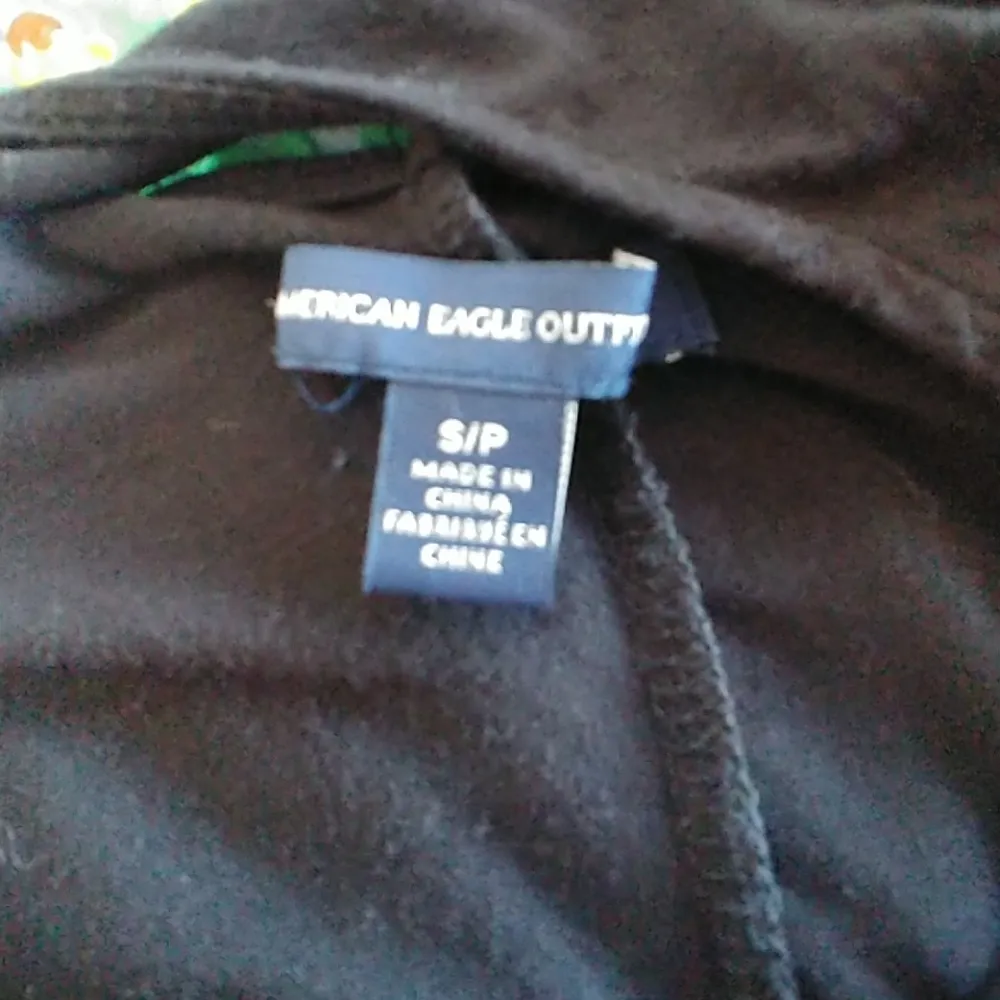 MERICAN EAGLE OUTFI
S/P
MADE IN
CHINA
FABRIQUÉ EN
CHINE